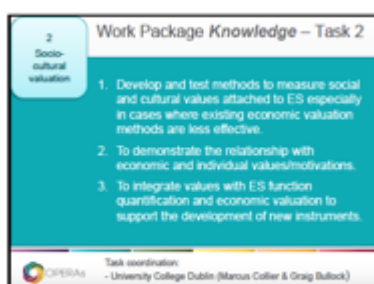 2
Socio-
cultural
valuation
Work Package Knowledge – Task 2
1. Develop and test methods to measure social
and cultural values attached to ES especially
in cases where existing economic valuation
methods are less effective.
2. To demonstrate the relationship with
economic and individual values/motivations.
3. To integrate values with ES function
quantification and economic valuation to
support the development of new instruments.
OPERAs
Task coordination:
- University College Dublin (Marcus Collier & Graig Bullock)